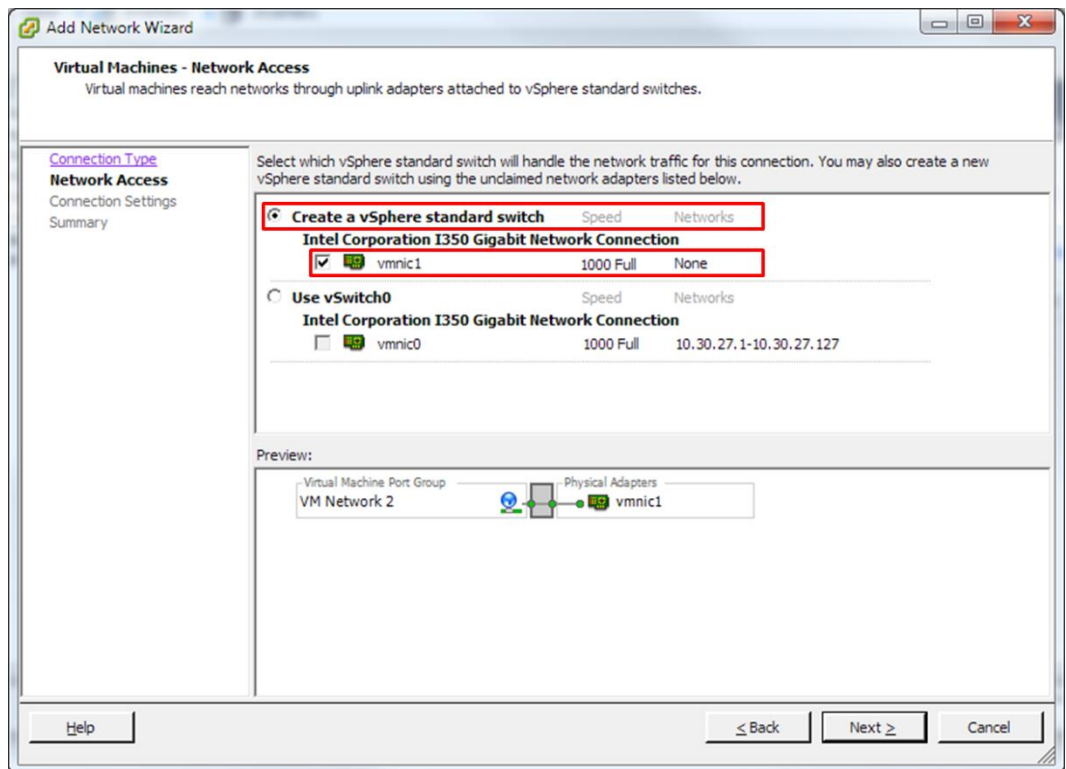 Add Network Wizard
Virtual Machines - Network Access
Virtual machines reach networks through uplink adapters attached to vSphere standard switches.
Connection Type
Network Access
Connection Settings
Summary
Select which vSphere standard switch will handle the network traffic for this connection. You may also create a new
vSphere standard switch using the unclaimed network adapters listed below.
Create a vSphere standard switch Speed Networks
Intel Corporation I350 Gigabit Network Connection
vmnic1 1000 Full None
Use vSwitch0 Speed Networks
Intel Corporation I350 Gigabit Network Connection
vmnic0 1000 Full 10.30.27.1-10.30.27.127
Preview:
Virtual Machine Port Group Physical Adapters
VM Network 2 vmnic1
Help < Back Next > Cancel